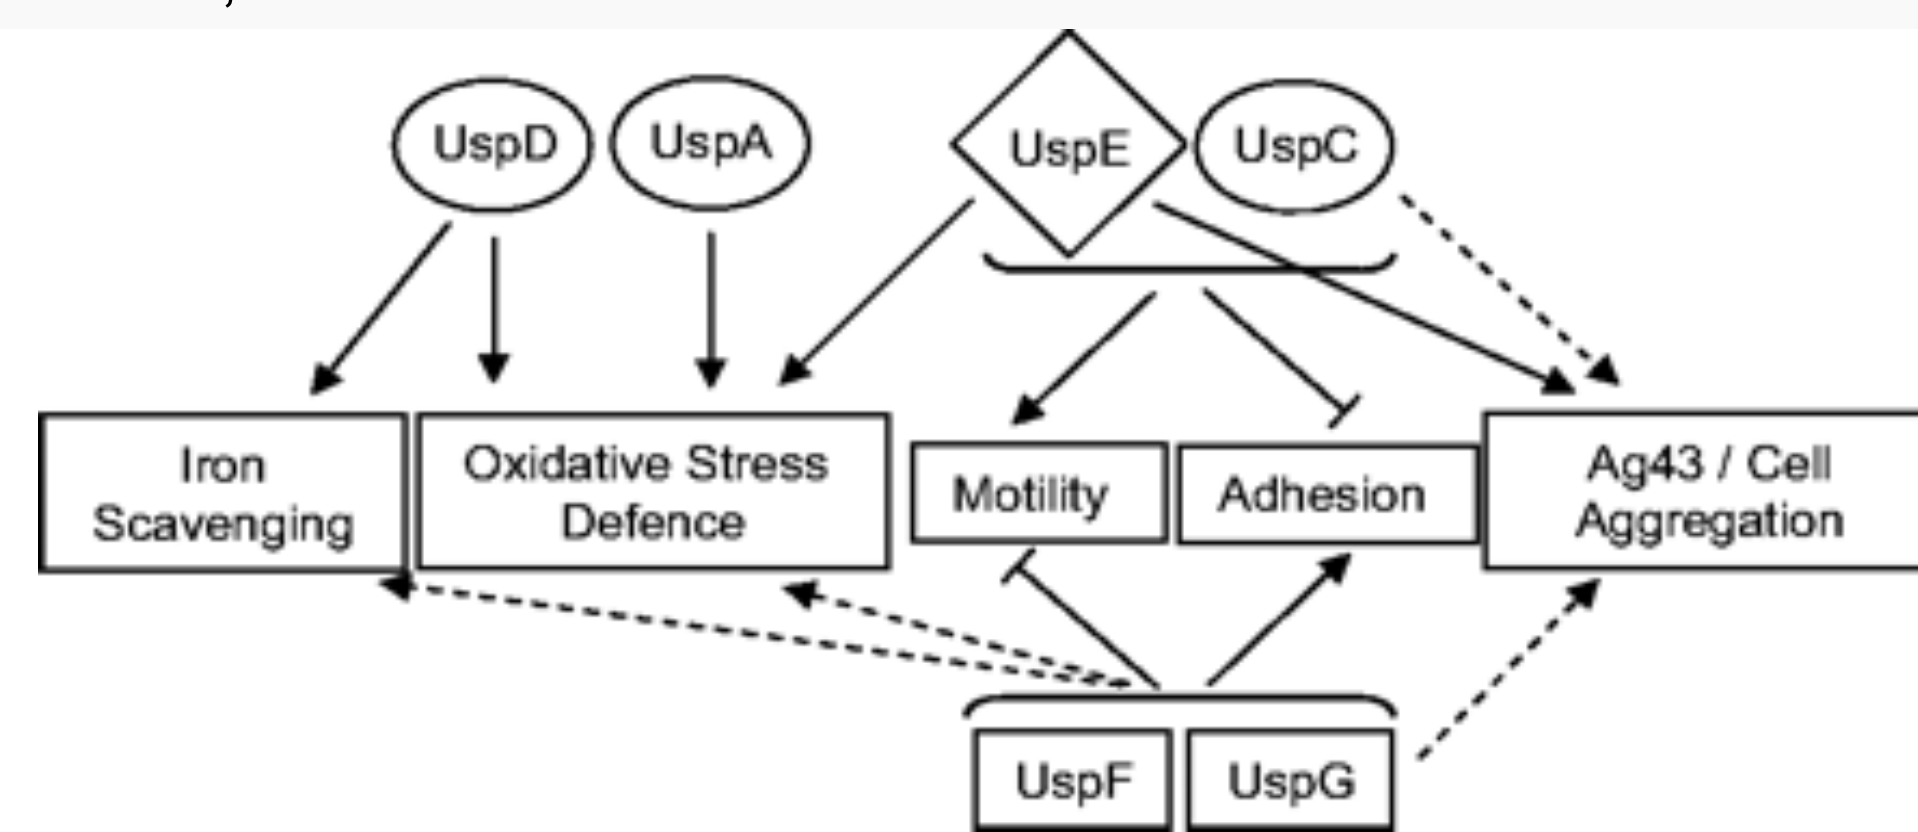 UspD
UspA
UspE
UspC
Iron
Scavenging
Oxidative Stress
Defence
Motility
Adhesion
Ag43 / Cell
Aggregation
UspF
UspG